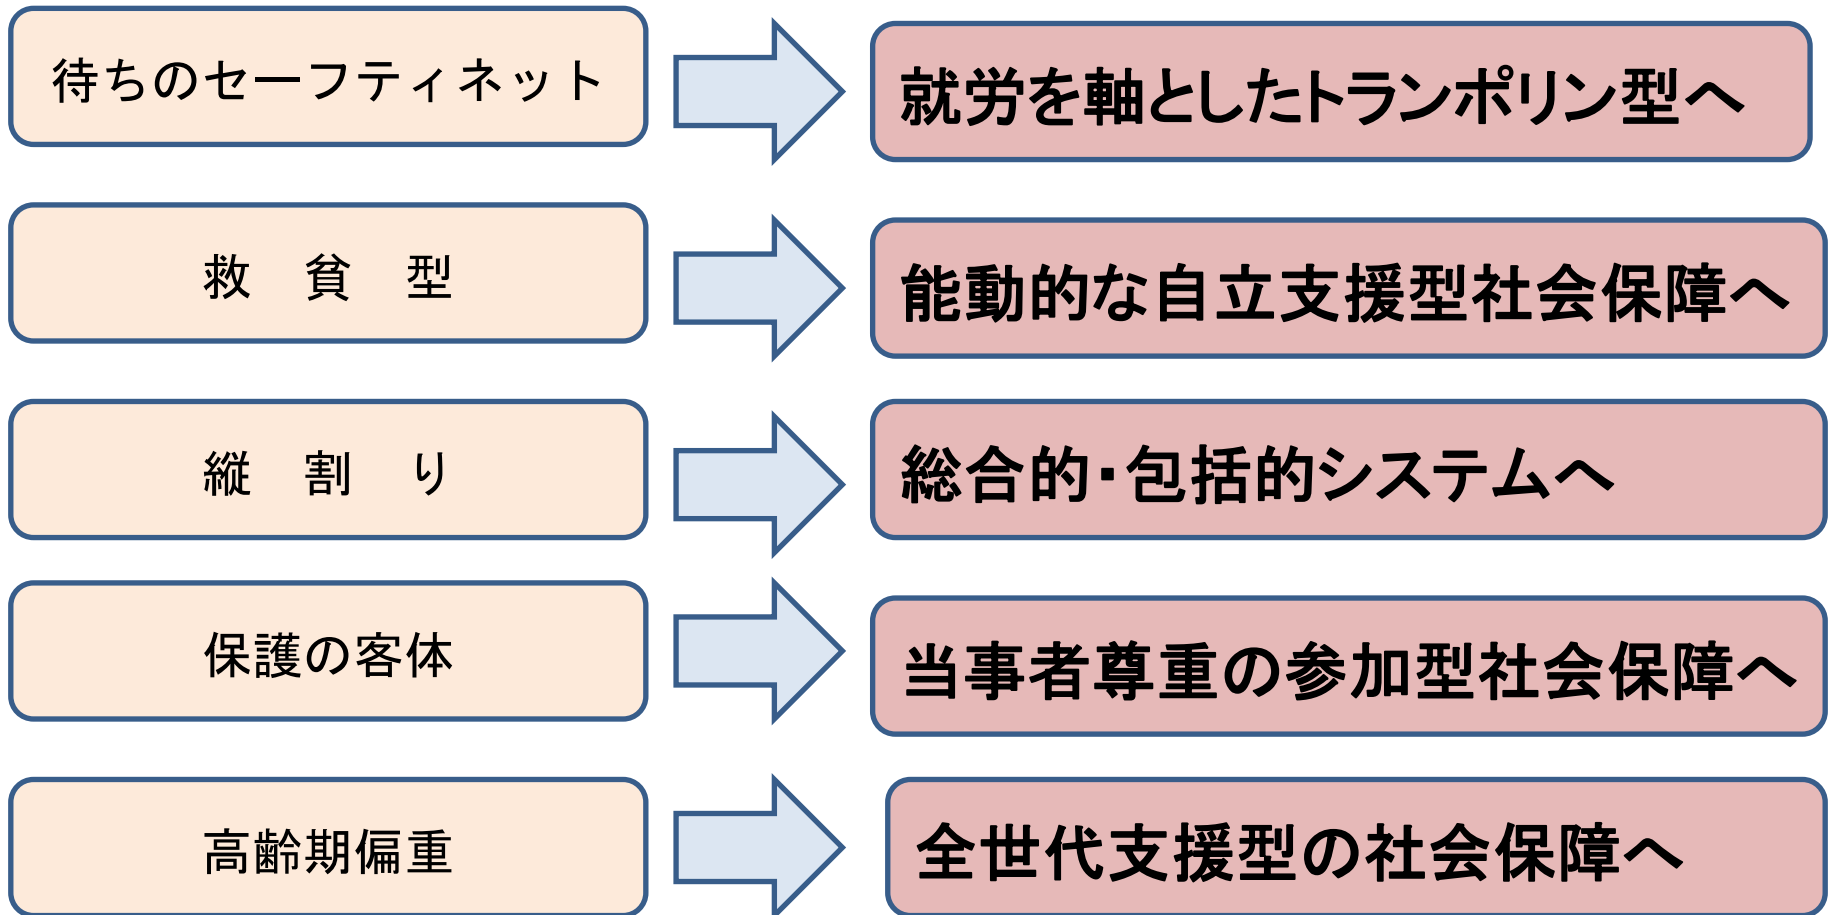 待ちのセーフティネット
就労を軸としたトランポリン型へ
救　貧　型
能動的な自立支援型社会保障へ
縦　割　り
総合的・包括的システムへ
保護の客体
当事者尊重の参加型社会保障へ
高齢期偏重
全世代支援型の社会保障へ